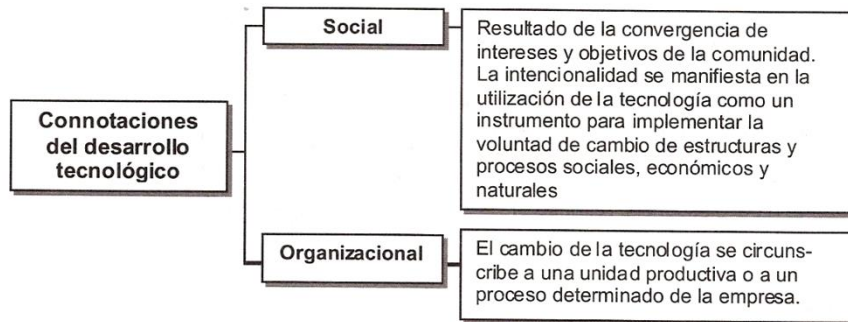 Connotaciones
del desarrollo
tecnológico
Social
Resultado de la convergencia de
intereses y objetivos de la comunidad.
La intencionalidad se manifiesta en la
utilización de la tecnología como un
instrumento para implementar la
voluntad de cambio de estructuras y
procesos sociales, económicos y
naturales
Organizacional
El cambio de la tecnología se circuns-
cribe a una unidad productiva o a un
proceso determinado de la empresa.